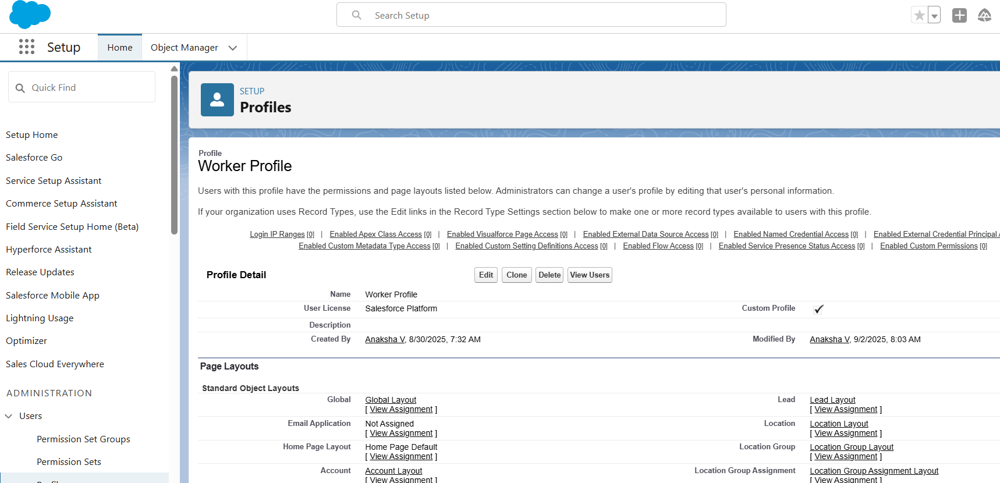 Search Setup
Setup
Home
Object Manager
Quick Find
Setup Home
Salesforce Go
Service Setup Assistant
Commerce Setup Assistant
Field Service Setup Home (Beta)
Hyperforce Assistant
Release Updates
Salesforce Mobile App
Lightning Usage
Optimizer
Sales Cloud Everywhere
ADMINISTRATION
Users
Permission Set Groups
Permission Sets
SETUP
Profiles
Profile
Worker Profile
Users with this profile have the permissions and page layouts listed below. Administrators can change a user's profile by editing that user's personal information.
If your organization uses Record Types, use the Edit links in the Record Type Settings section below to make one or more record types available to users with this profile.
Login IP Ranges [0] | Enabled Apex Class Access [0] | Enabled Visualforce Page Access [0] | Enabled External Data Source Access [0] | Enabled Named Credential Access [0] | Enabled External Credential Principal A
Enabled Custom Metadata Type Access [0] | Enabled Custom Setting Definitions Access [0] | Enabled Flow Access [0] | Enabled Service Presence Status Access [0] | Enabled Custom Permissions [0]
Profile Detail Edit Clone Delete View Users
Name Worker Profile
User License Salesforce Platform Custom Profile
Description
Created By Anaksha V, 8/30/2025, 7:32 AM Modified By Anaksha V, 9/2/2025, 8:03 AM
Page Layouts
Standard Object Layouts
Global Global Layout Lead Lead Layout
[ View Assignment ] [ View Assignment ]
Email Application Not Assigned Location Location Layout
[ View Assignment ] [ View Assignment ]
Home Page Layout Home Page Default Location Group Location Group Layout
[ View Assignment ] [ View Assignment ]
Account Account Layout Location Group Assignment Location Group Assignment Layout
[ View Assignment ] [ View Assignment ]